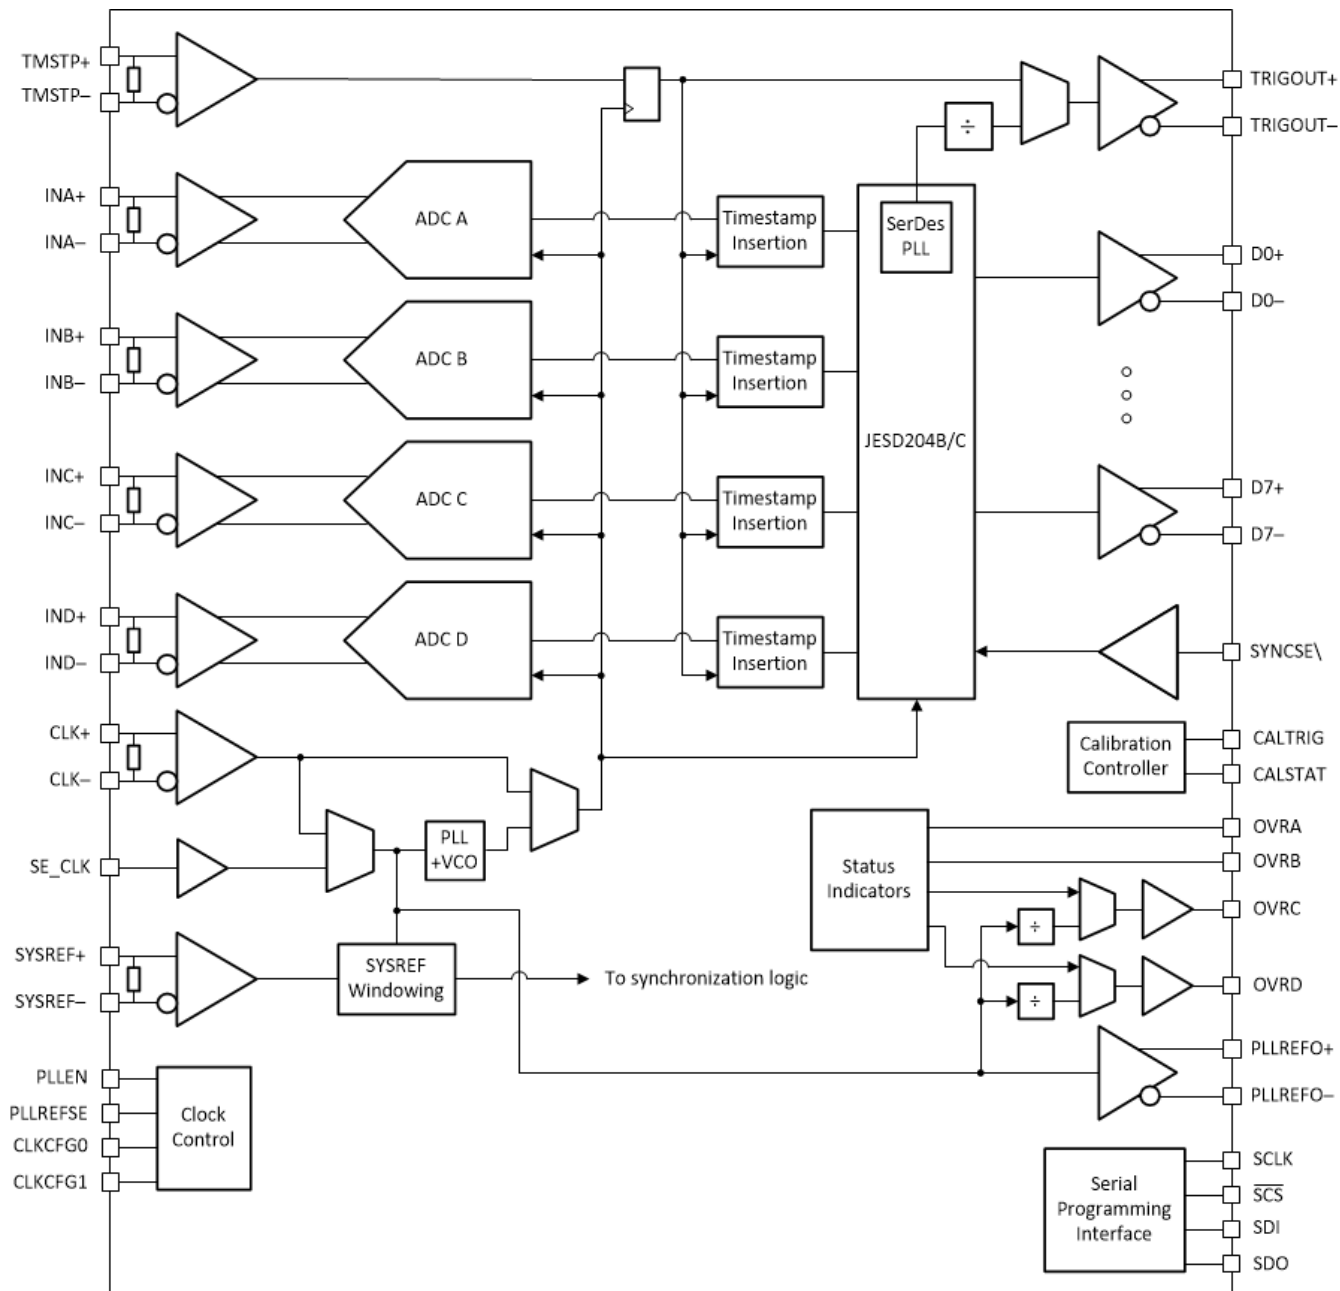 TMSTP+
TMSTP–
TRIGOUT+
TRIGOUT–
÷
INA+
INA–
ADC A
Timestamp
Insertion
SerDes
PLL
D0+
D0–
INB+
INB–
ADC B
Timestamp
Insertion
JESD204B/C
INC+
INC–
ADC C
Timestamp
Insertion
D7+
D7–
IND+
IND–
ADC D
Timestamp
Insertion
SYNCSE\
CLK+
CLK–
Calibration
Controller
CALTRIG
CALSTAT
PLL
+VCO
SE_CLK
Status
Indicators
OVRA
OVRB
OVRC
÷
OVRD
÷
SYSREF+
SYSREF–
SYSREF
Windowing
To synchronization logic
PLLREFO+
PLLREFO–
PLLEN
PLLREFSE
CLKCFG0
CLKCFG1
Clock
Control
Serial
Programming
Interface
SCLK
S̅C̅S̅
SDI
SDO